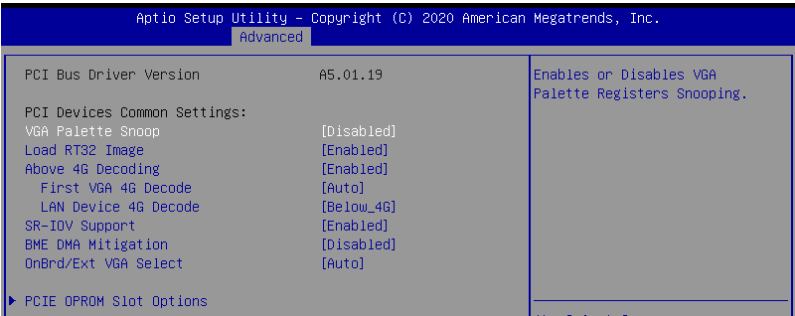 Aptio Setup Utility – Copyright (C) 2020 American Megatrends, Inc.
Advanced
PCI Bus Driver Version A5.01.19
Enables or Disables VGA
Palette Registers Snooping.
PCI Devices Common Settings:
VGA Palette Snoop [Disabled]
Load RT32 Image [Enabled]
Above 4G Decoding [Enabled]
First VGA 4G Decode [Auto]
LAN Device 4G Decode [Below_4G]
SR-IOV Support [Enabled]
BME DMA Mitigation [Disabled]
OnBrd/Ext VGA Select [Auto]
PCIE OPROM Slot Options